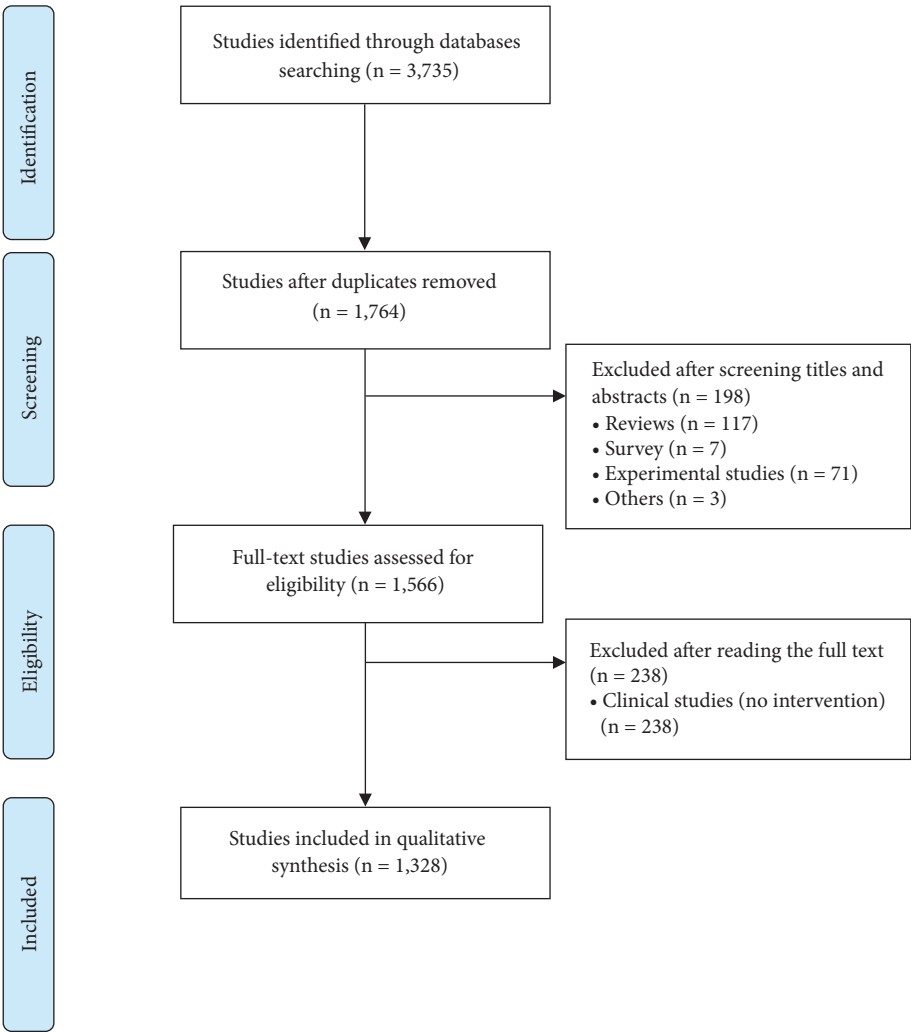 Identification
Studies identified through databases
searching (n = 3,735)
Screening
Studies after duplicates removed
(n = 1,764)
Excluded after screening titles and
abstracts (n = 198)
• Reviews (n = 117)
• Survey (n = 7)
• Experimental studies (n = 71)
• Others (n = 3)
Eligibility
Full-text studies assessed for
eligibility (n = 1,566)
Excluded after reading the full text
(n = 238)
• Clinical studies (no intervention)
(n = 238)
Included
Studies included in qualitative
synthesis (n = 1,328)